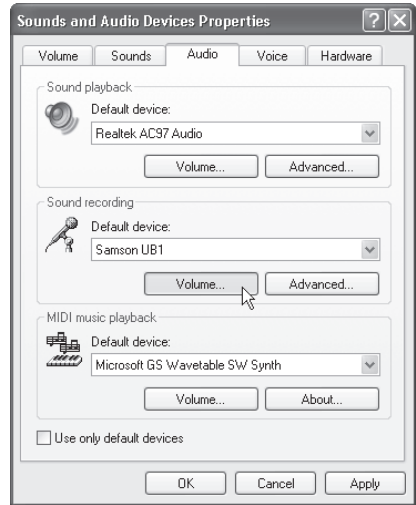 Sounds and Audio Devices Properties
Volume Sounds Audio Voice Hardware
Sound playback
Default device:
Realtek AC97 Audio
Volume... Advanced...
Sound recording
Default device:
Samson UB1
Volume... Advanced...
MIDI music playback
Default device:
Microsoft GS Wavetable SW Synth
Volume... About...
Use only default devices
OK Cancel Apply